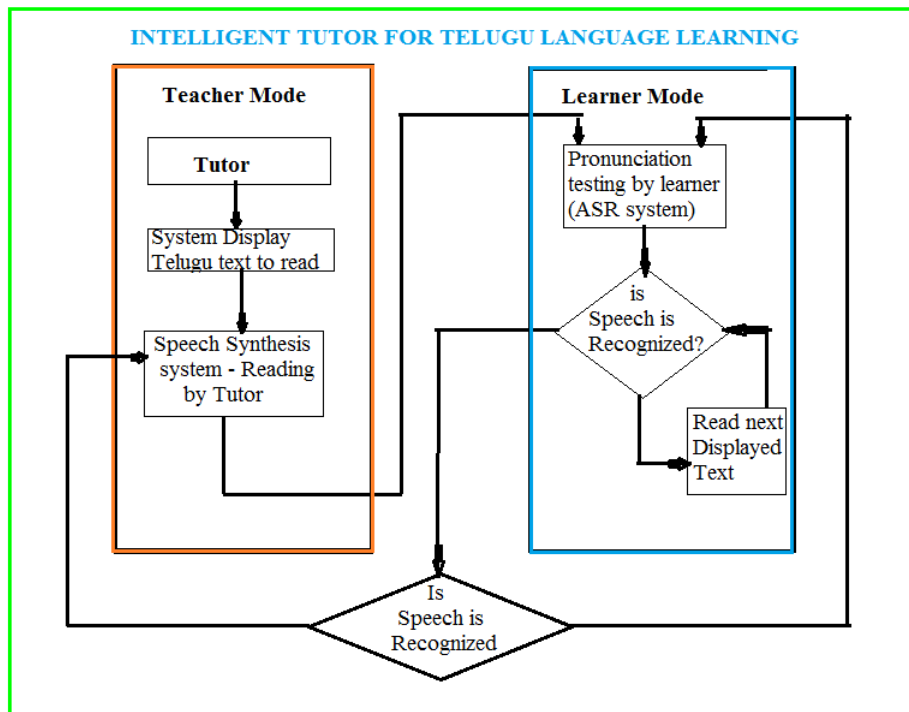 INTELLIGENT TUTOR FOR TELUGU LANGUAGE LEARNING
Teacher Mode
Tutor
System Display
Telugu text to read
Speech Synthesis
system - Reading
by Tutor
Learner Mode
Pronunciation
testing by learner
(ASR system)
is
Speech is
Recognized?
Read next
Displayed
Text
Is
Speech is
Recognized